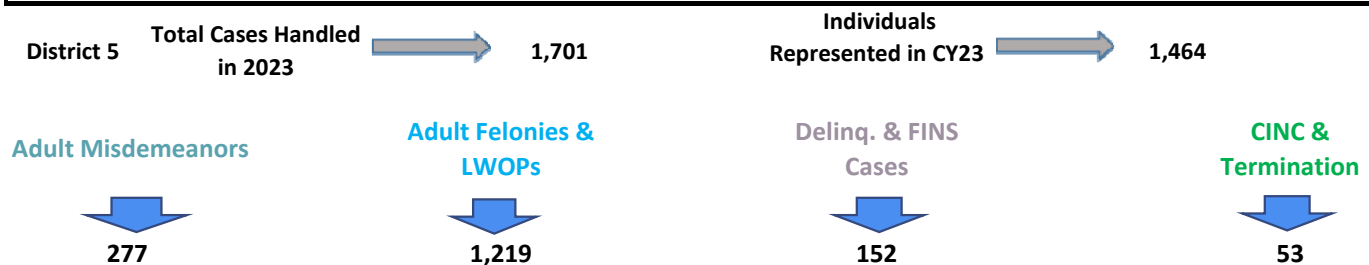 District 5
Total Cases Handled
in 2023
1,701
Individuals
Represented in CY23
1,464
Adult Misdemeanors
277
Adult Felonies &
LWOPs
1,219
Delinq. & FINS
Cases
152
CINC &
Termination
53